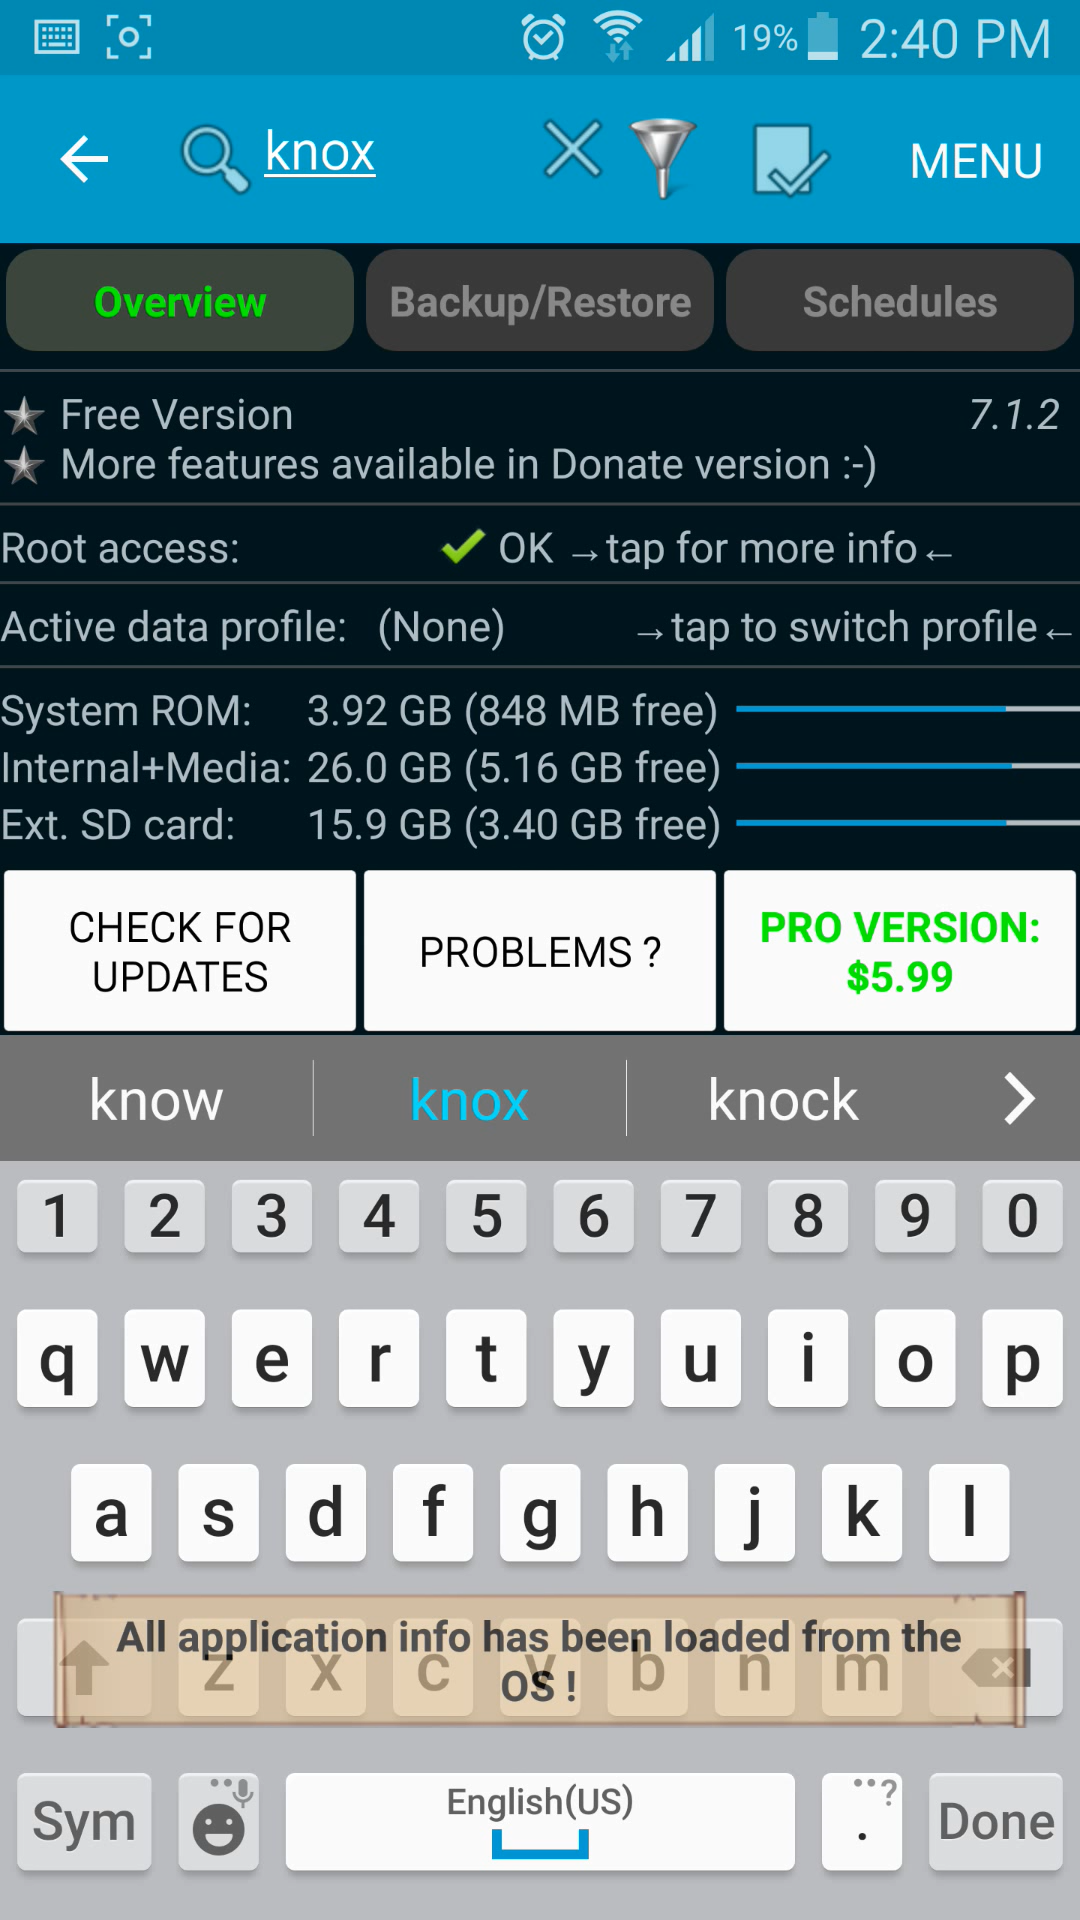 19% 2:40 PM
knox MENU
Overview Backup/Restore Schedules
Free Version 7.1.2
More features available in Donate version :-)
Root access: OK →tap for more info←
Active data profile: (None) →tap to switch profile←
System ROM: 3.92 GB (848 MB free)
Internal+Media: 26.0 GB (5.16 GB free)
Ext. SD card: 15.9 GB (3.40 GB free)
CHECK FOR
UPDATES
PROBLEMS ?
PRO VERSION:
$5.99
know knox knock
1 2 3 4 5 6 7 8 9 0
q w e r t y u i o p
a s d f g h j k l
All application info has been loaded from the
OS !
z x c v b n m
Sym English(US) . ? Done